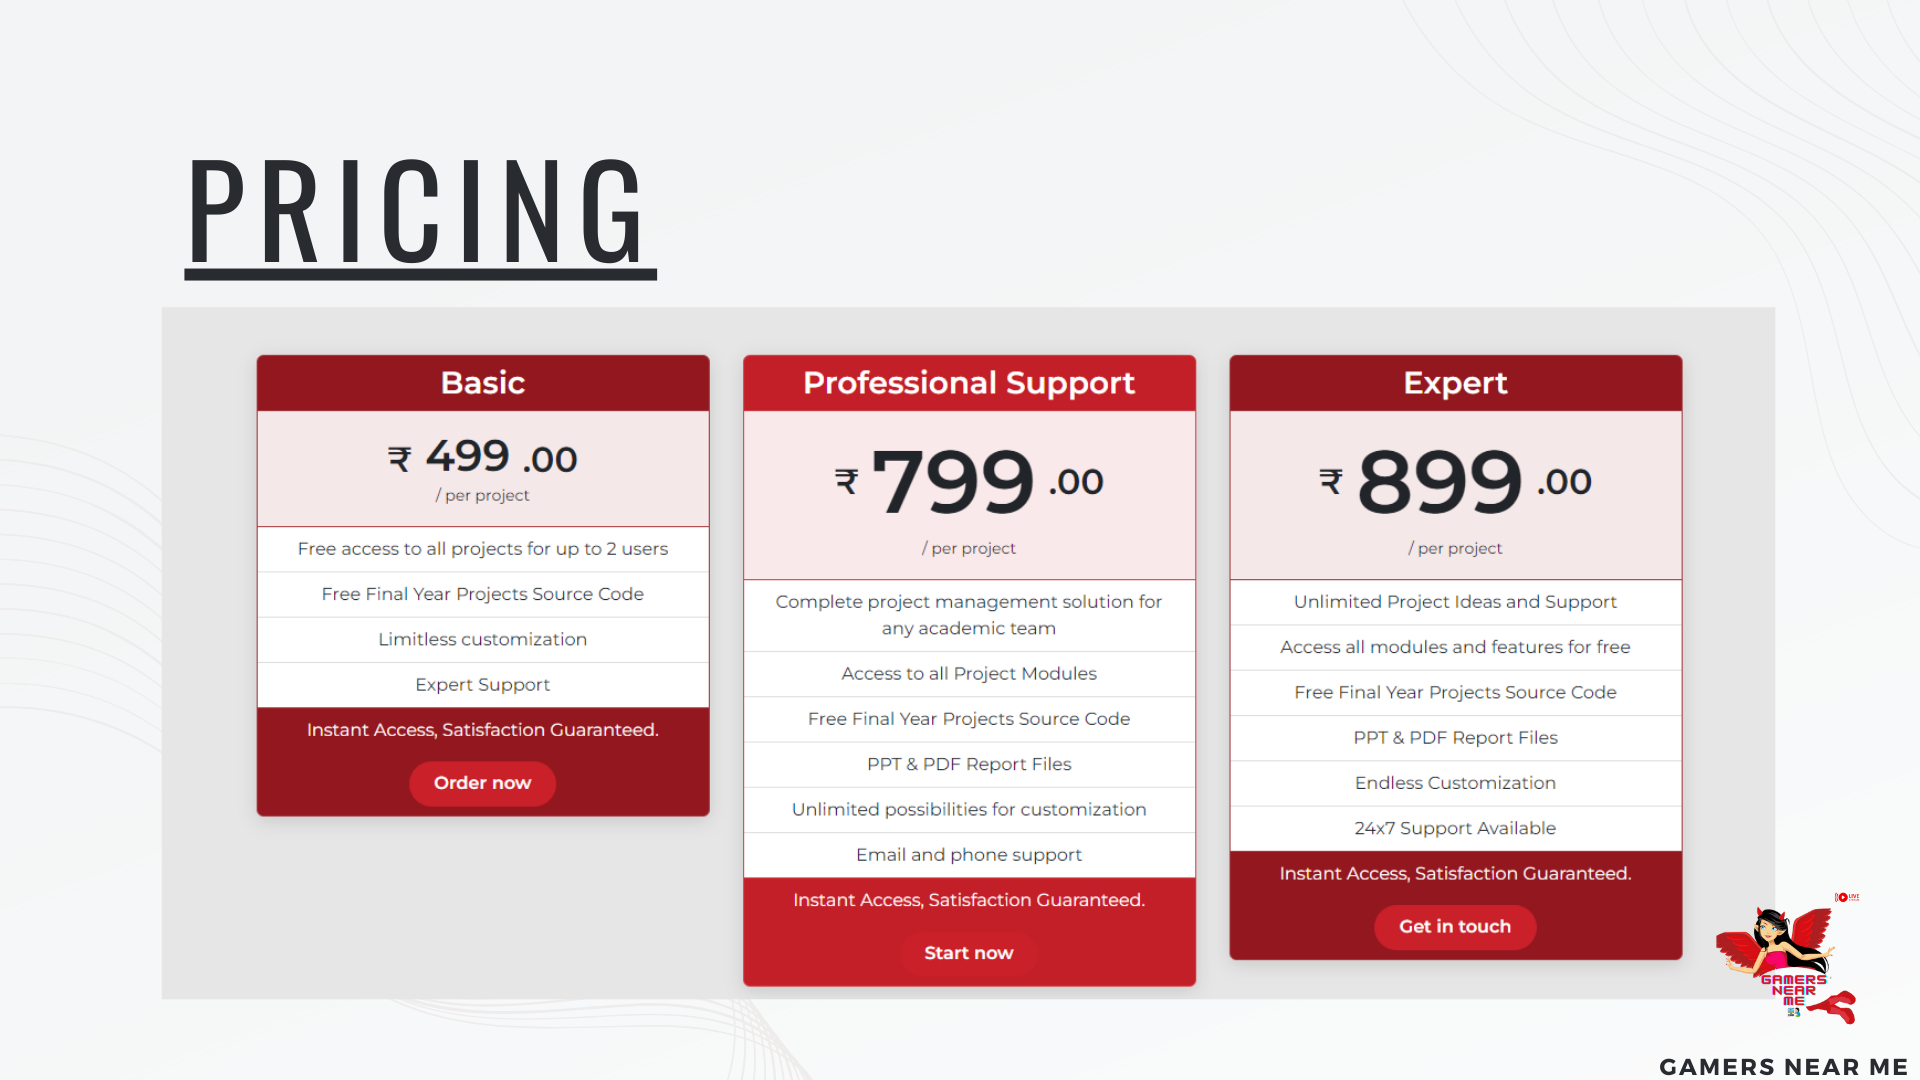 PRICING
Basic
₹ 499 .00
/ per project
Free access to all projects for up to 2 users
Free Final Year Projects Source Code
Limitless customization
Expert Support
Instant Access, Satisfaction Guaranteed.
Order now
Professional Support
₹ 799 .00
/ per project
Complete project management solution for
any academic team
Access to all Project Modules
Free Final Year Projects Source Code
PPT & PDF Report Files
Unlimited possibilities for customization
Email and phone support
Instant Access, Satisfaction Guaranteed.
Start now
Expert
₹ 899 .00
/ per project
Unlimited Project Ideas and Support
Access all modules and features for free
Free Final Year Projects Source Code
PPT & PDF Report Files
Endless Customization
24x7 Support Available
Instant Access, Satisfaction Guaranteed.
Get in touch
LIVE
GAMERS
NEAR
ME
GAMERS NEAR ME